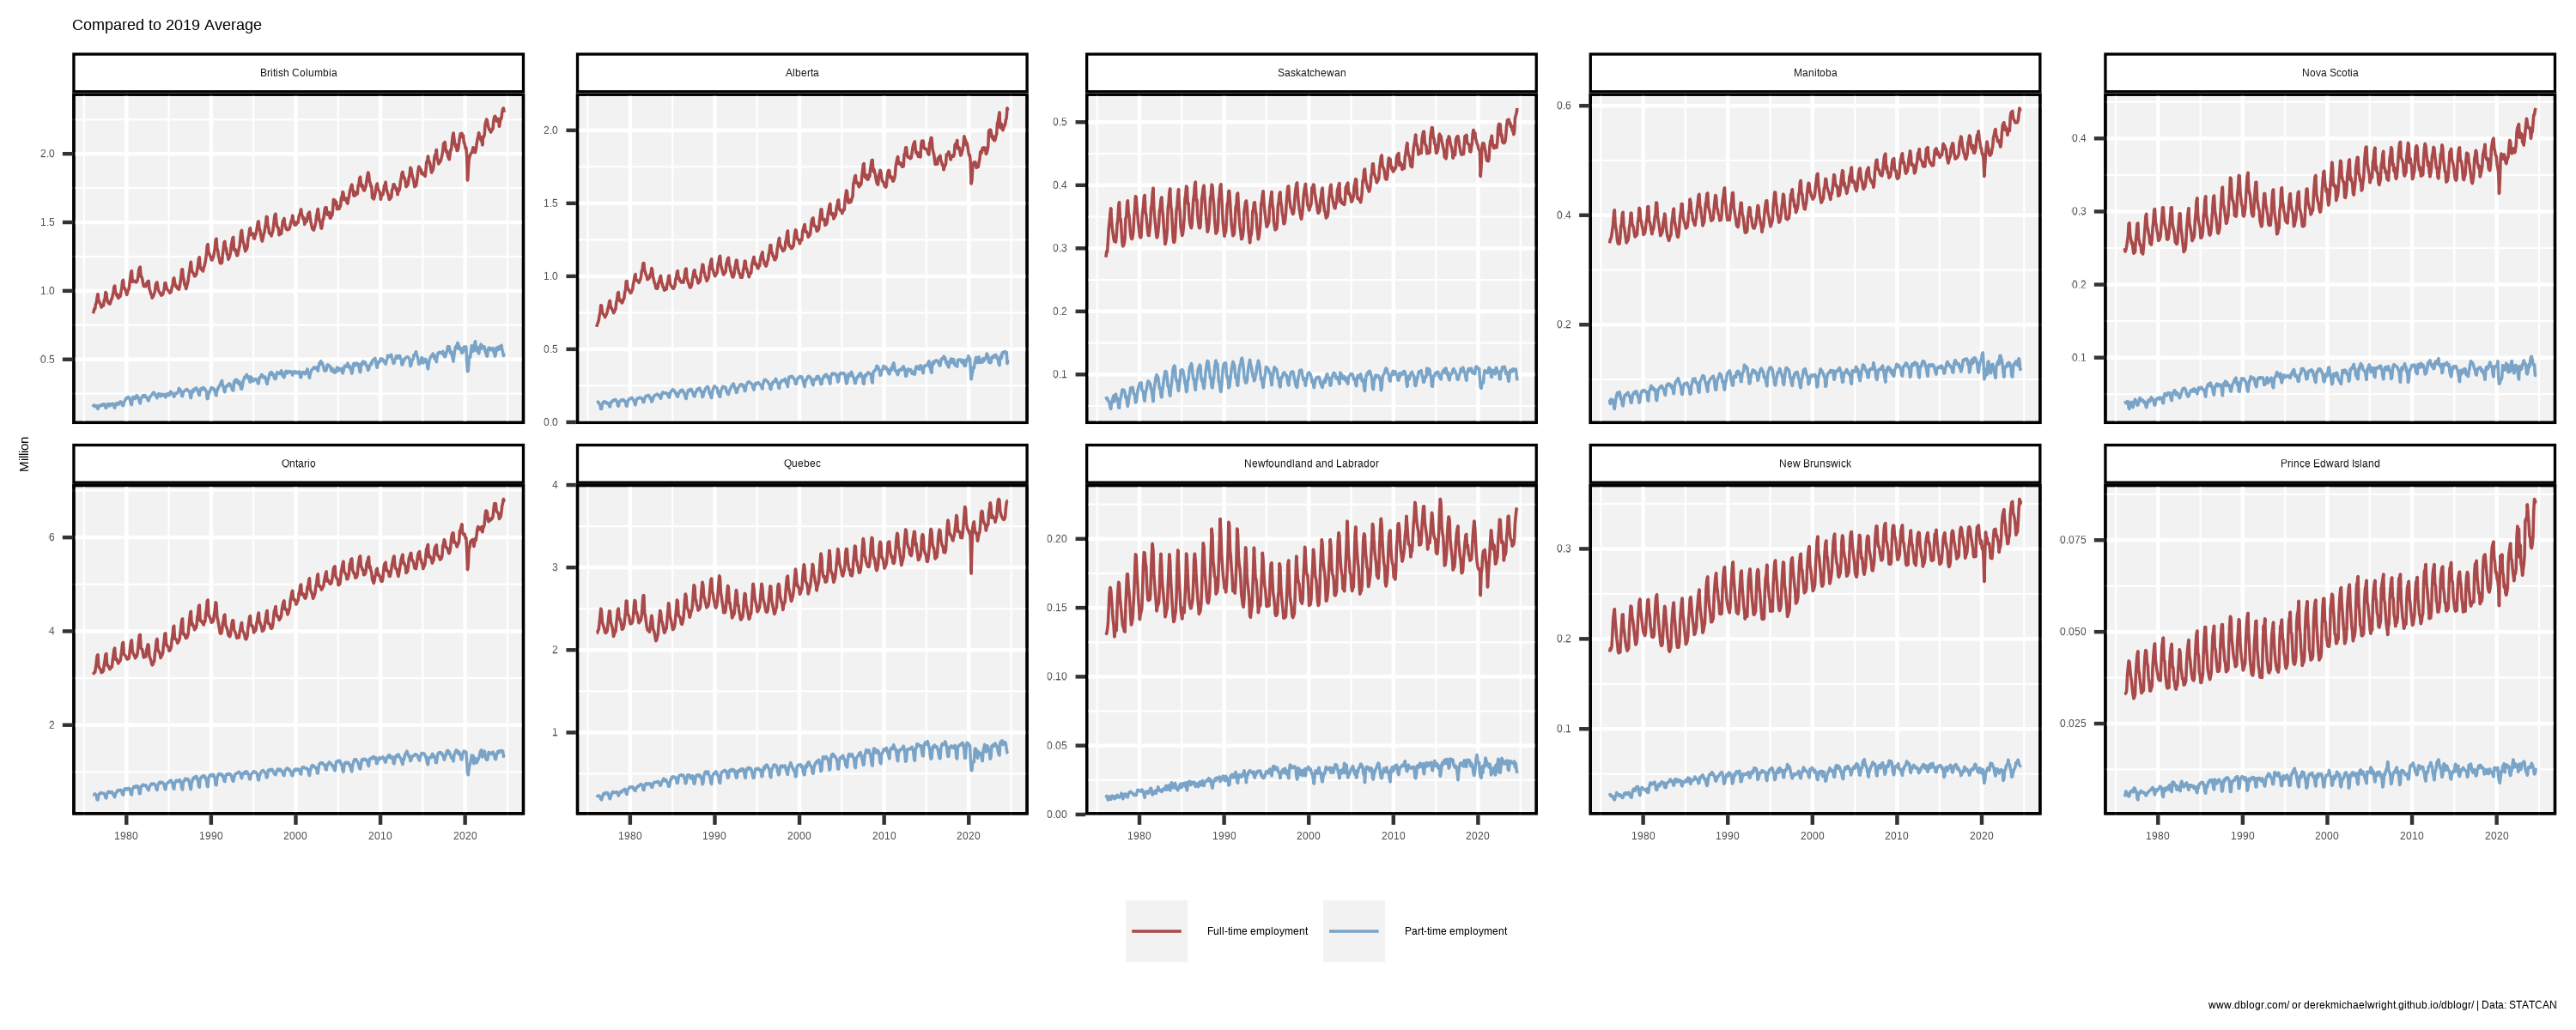 Compared to 2019 Average
British Columbia
Alberta
Saskatchewan
Manitoba
Nova Scotia
2.0
1.5
1.0
0.5
2.0
1.5
1.0
0.5
0.0
0.5
0.4
0.3
0.2
0.1
0.6
0.4
0.2
0.4
0.3
0.2
0.1
Million
Ontario
Quebec
Newfoundland and Labrador
New Brunswick
Prince Edward Island
6
4
2
4
3
2
1
0.20
0.15
0.10
0.05
0.00
0.3
0.2
0.1
0.075
0.050
0.025
1980 1990 2000 2010 2020
1980 1990 2000 2010 2020
1980 1990 2000 2010 2020
1980 1990 2000 2010 2020
1980 1990 2000 2010 2020
Full-time employment
Part-time employment
www.dblogr.com/ or derekmichaelwright.github.io/dblogr/ | Data: STATCAN